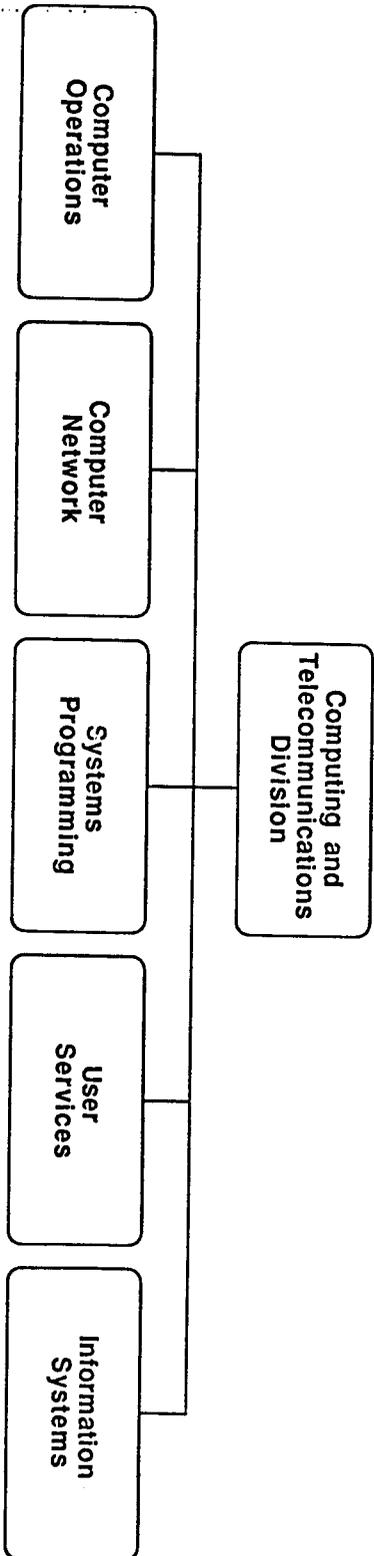 Computing and
Telecommunications
Division
Computer
Operations
Computer
Network
Systems
Programming
User
Services
Information
Systems